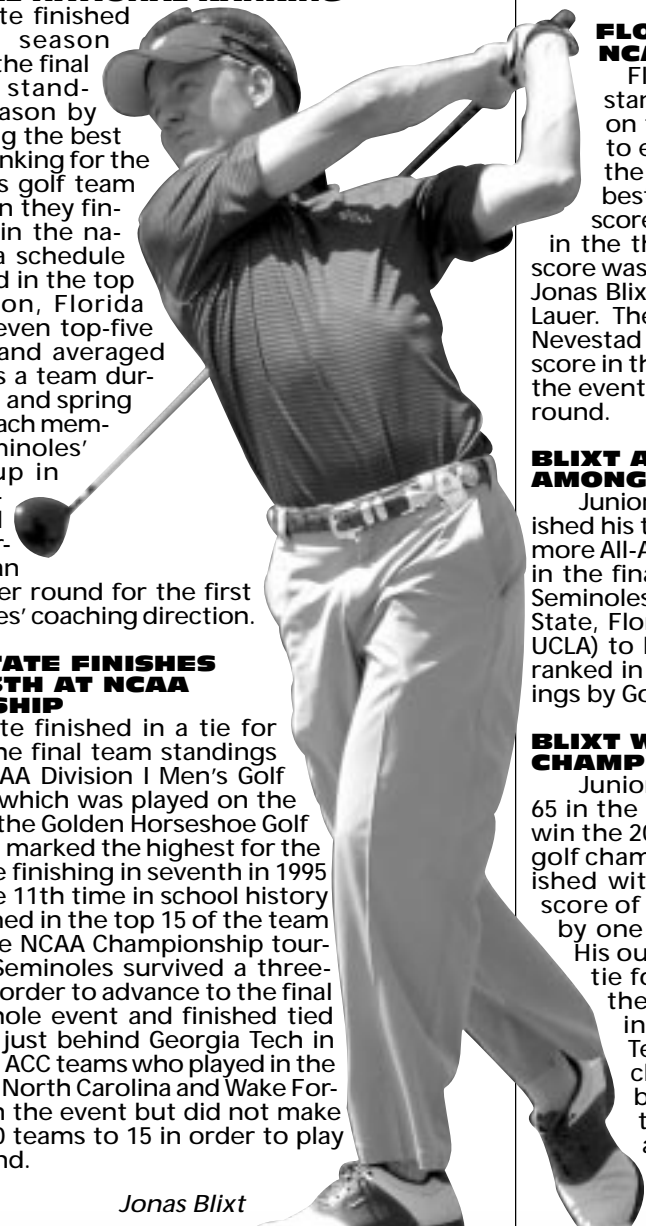 NATIONAL RANKING
te finished
season
the final
stand-
ason by
g the best
nking for the
s golf team
n they fin-
in the na-
a schedule
d in the top
on, Florida
even top-five
and averaged
s a team dur-
and spring
ach mem-
minoles'
up in
an
er round for the first
es' coaching direction.
TATE FINISHES
5TH AT NCAA
SHIP
te finished in a tie for
he final team standings
AA Division I Men's Golf
which was played on the
the Golden Horseshoe Golf
marked the highest for the
e finishing in seventh in 1995
e 11th time in school history
ned in the top 15 of the team
e NCAA Championship tour-
Seminoles survived a three-
order to advance to the final
hole event and finished tied
just behind Georgia Tech in
ACC teams who played in the
North Carolina and Wake For-
n the event but did not make
0 teams to 15 in order to play
nd.
Jonas Blixt
FLO
NCA
Fl
stan
on
to e
the
best
score
in the th
score was
Jonas Blix
Lauer. The
Nevestad
score in th
the event
round.
BLIXT A
AMONG
Junior
ished his t
more All-A
in the fina
Seminoles
State, Flor
UCLA) to b
ranked in
ings by Go
BLIXT W
CHAMP
Junior
65 in the
win the 20
golf cham
ished wit
score of
by one
His ou
tie fo
the
in
Te
cl
b
t
a